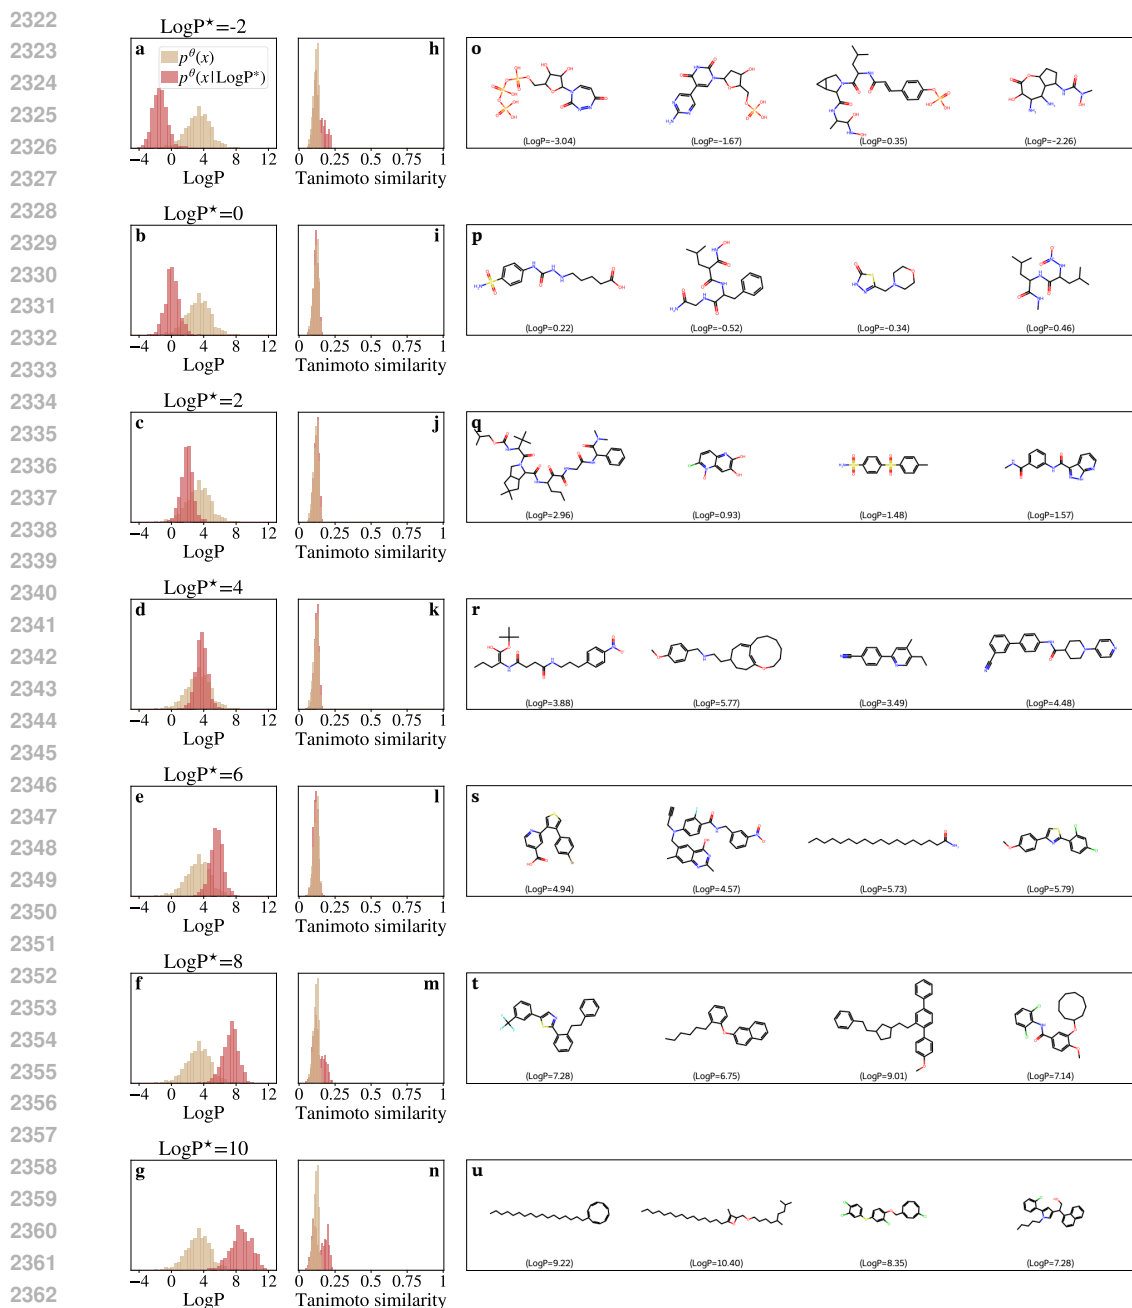 2322
2323
2324
2325
2326
2327
2328
2329
2330
2331
2332
2333
2334
2335
2336
2337
2338
2339
2340
2341
2342
2343
2344
2345
2346
2347
2348
2349
2350
2351
2352
2353
2354
2355
2356
2357
2358
2359
2360
2361
2362
LogP⋆=-2
a
pθ(x)
pθ(x|LogP*)
−4 0 4 8 12
LogP
h
0 0.25 0.5 0.75 1
Tanimoto similarity
o
(LogP=-3.04) (LogP=-1.67) (LogP=0.35) (LogP=-2.26)
LogP⋆=0
b
−4 0 4 8 12
LogP
i
0 0.25 0.5 0.75 1
Tanimoto similarity
p
(LogP=0.22) (LogP=-0.52) (LogP=-0.34) (LogP=0.46)
LogP⋆=2
c
−4 0 4 8 12
LogP
j
0 0.25 0.5 0.75 1
Tanimoto similarity
q
(LogP=2.96) (LogP=0.93) (LogP=1.48) (LogP=1.57)
LogP⋆=4
d
−4 0 4 8 12
LogP
k
0 0.25 0.5 0.75 1
Tanimoto similarity
r
(LogP=3.88) (LogP=5.77) (LogP=3.49) (LogP=4.48)
LogP⋆=6
e
−4 0 4 8 12
LogP
l
0 0.25 0.5 0.75 1
Tanimoto similarity
s
(LogP=4.94) (LogP=4.57) (LogP=5.73) (LogP=5.79)
LogP⋆=8
f
−4 0 4 8 12
LogP
m
0 0.25 0.5 0.75 1
Tanimoto similarity
t
(LogP=7.28) (LogP=6.75) (LogP=9.01) (LogP=7.14)
LogP⋆=10
g
−4 0 4 8 12
LogP
n
0 0.25 0.5 0.75 1
Tanimoto similarity
u
(LogP=9.22) (LogP=10.40) (LogP=8.35) (LogP=7.28)